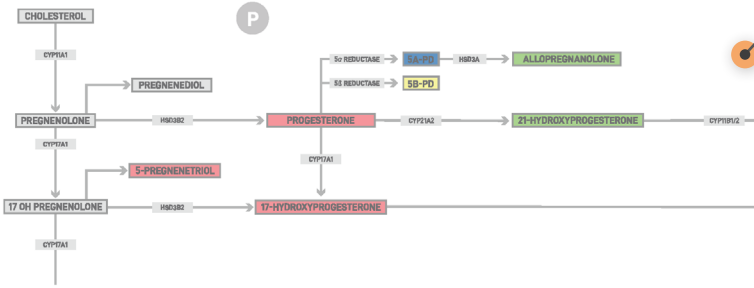 CHOLESTEROL
P
CYP11A1
5α REDUCTASE
5A-PD
HSD3A
ALLOPREGNANOLONE
PREGNENEDIOL
5ß REDUCTASE
5B-PD
PREGNENOLONE
HSD3B2
PROGESTERONE
CYP21A2
21-HYDROXYPROGESTERONE
CYP11B1/2
CYP17A1
CYP17A1
5-PREGNENETRIOL
17 OH PREGNENOLONE
HSD3B2
17-HYDROXYPROGESTERONE
CYP17A1